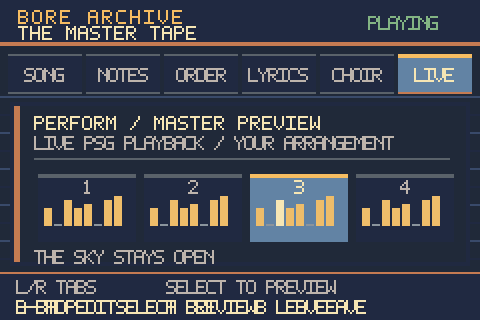 BORE ARCHIVE
THE MASTER TAPE
PLAYING
SONG NOTES ORDER LYRICS CHOIR LIVE
PERFORM / MASTER PREVIEW
LIVE PSG PLAYBACK / YOUR ARRANGEMENT
1 2 3 4
THE SKY STAYS OPEN
L/R TABS SELECT TO PREVIEW